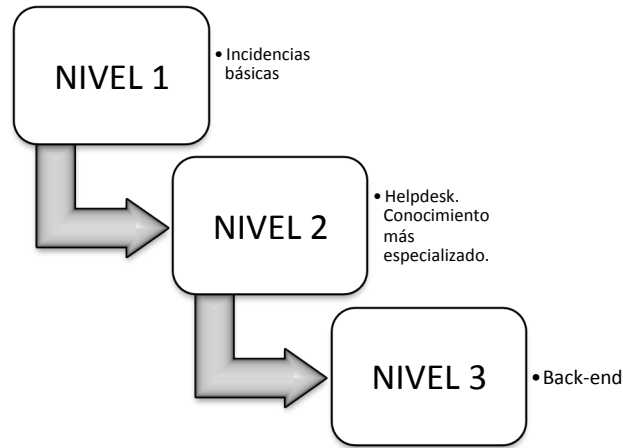 NIVEL 1
• Incidencias
básicas
NIVEL 2
• Helpdesk.
Conocimiento
más
especializado.
NIVEL 3
• Back-end